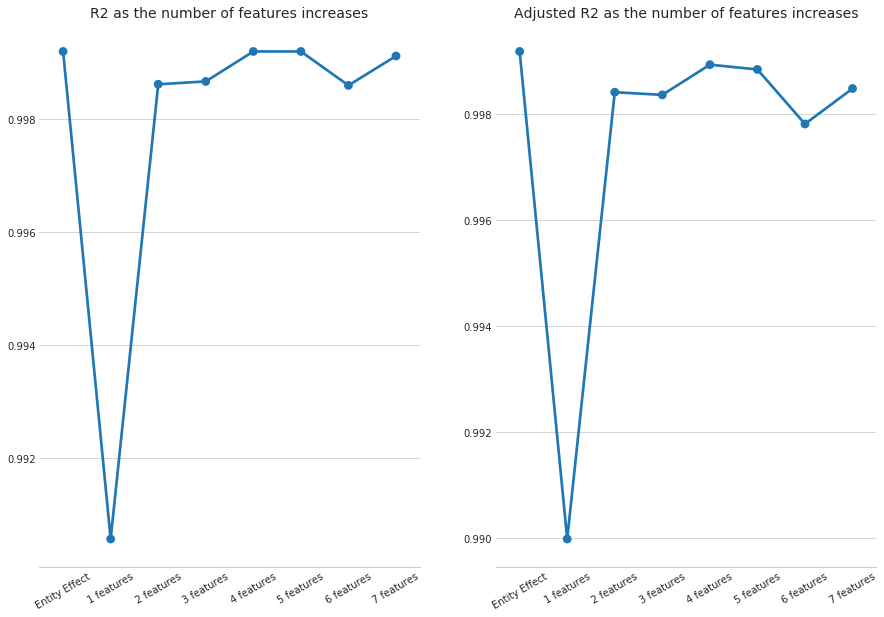 R2 as the number of features increases
0.998
0.996
0.994
0.992
Entity Effect
1 features
2 features
3 features
4 features
5 features
6 features
7 features
Adjusted R2 as the number of features increases
0.998
0.996
0.994
0.992
0.990
Entity Effect
1 features
2 features
3 features
4 features
5 features
6 features
7 features